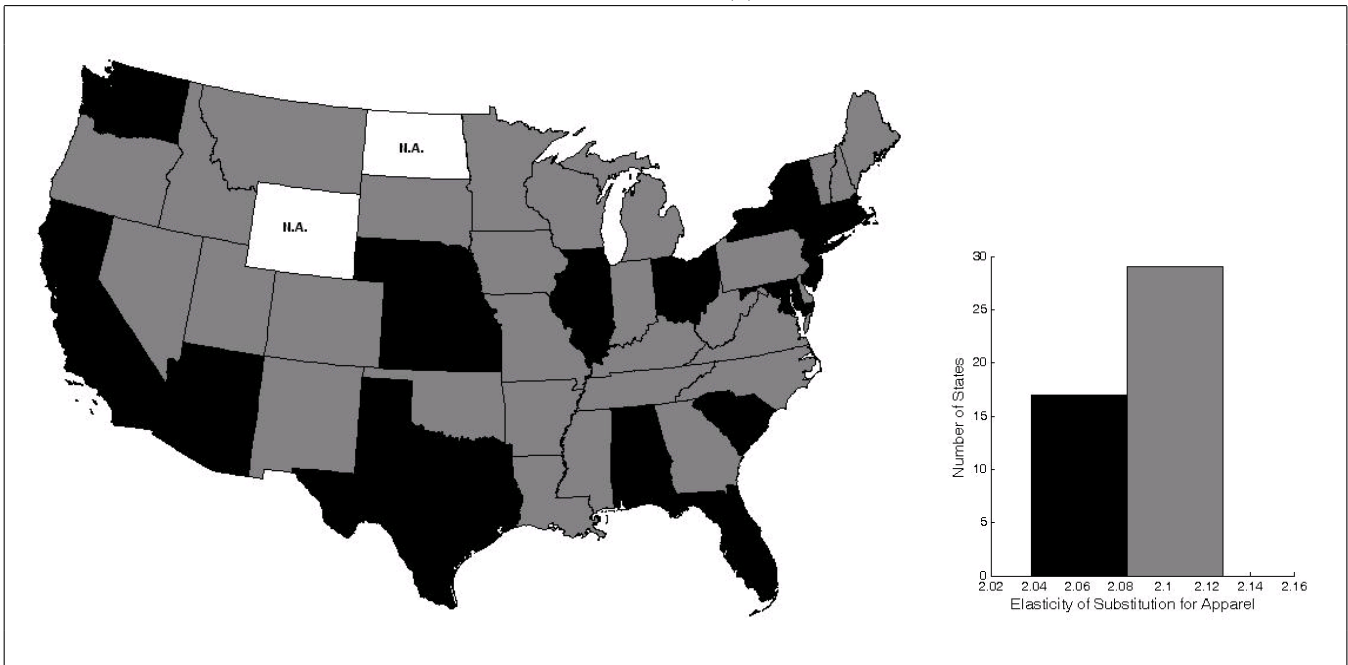 N.A.
N.A.
30
25
20
15
10
5
0
Number of States
2.02 2.04 2.06 2.08 2.1 2.12 2.14 2.16
Elasticity of Substitution for Apparel